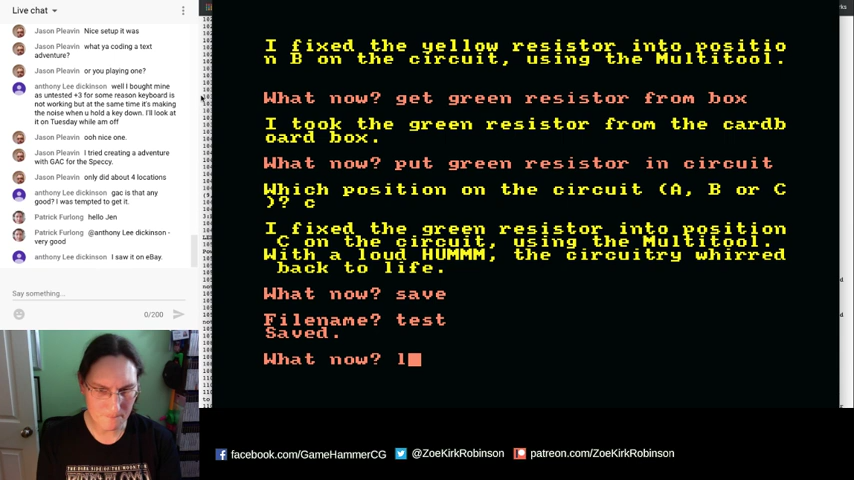 Live chat
Jason Pleavin Nice setup it was
Jason Pleavin what ya coding a text
adventure?
Jason Pleavin or you playing one?
anthony Lee dickinson well I bought mine
as untested +3 for some reason keyboard is
not working but at the same time it's making
the noise when u hold a key down. I'll look at
it on Tuesday while am off
Jason Pleavin ooh nice one.
Jason Pleavin I tried creating a adventure
with GAC for the Speccy.
Jason Pleavin only did about 4 locations
anthony Lee dickinson gac is that any
good? I was tempted to get it.
Patrick Furlong hello Jen
Patrick Furlong @anthony Lee dickinson -
very good
anthony Lee dickinson I saw it on eBay.
Say something...
0/200
I fixed the yellow resistor into positio
n B on the circuit, using the Multitool.
What now? get green resistor from box
I took the green resistor from the cardb
oard box.
What now? put green resistor in circuit
Which position on the circuit (A, B or C
)? c
I fixed the green resistor into position
C on the circuit, using the Multitool.
With a loud HUMMM, the circuitry whirred
back to life.
What now? save
Filename? test
Saved.
What now? l
facebook.com/GameHammerCG
@ZoeKirkRobinson
patreon.com/ZoeKirkRobinson